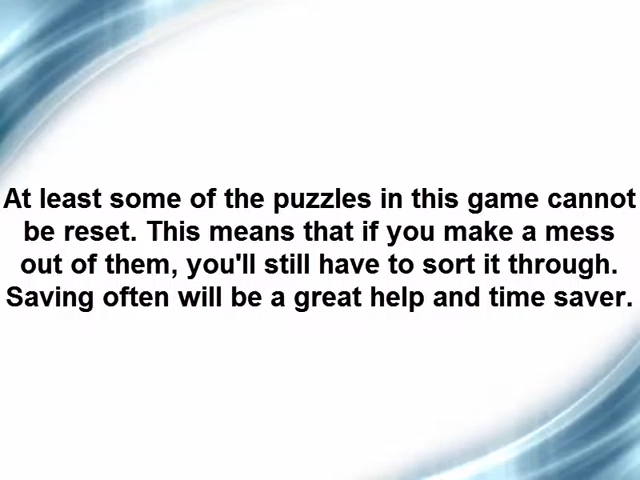 At least some of the puzzles in this game cannot
be reset. This means that if you make a mess
out of them, you'll still have to sort it through.
Saving often will be a great help and time saver.